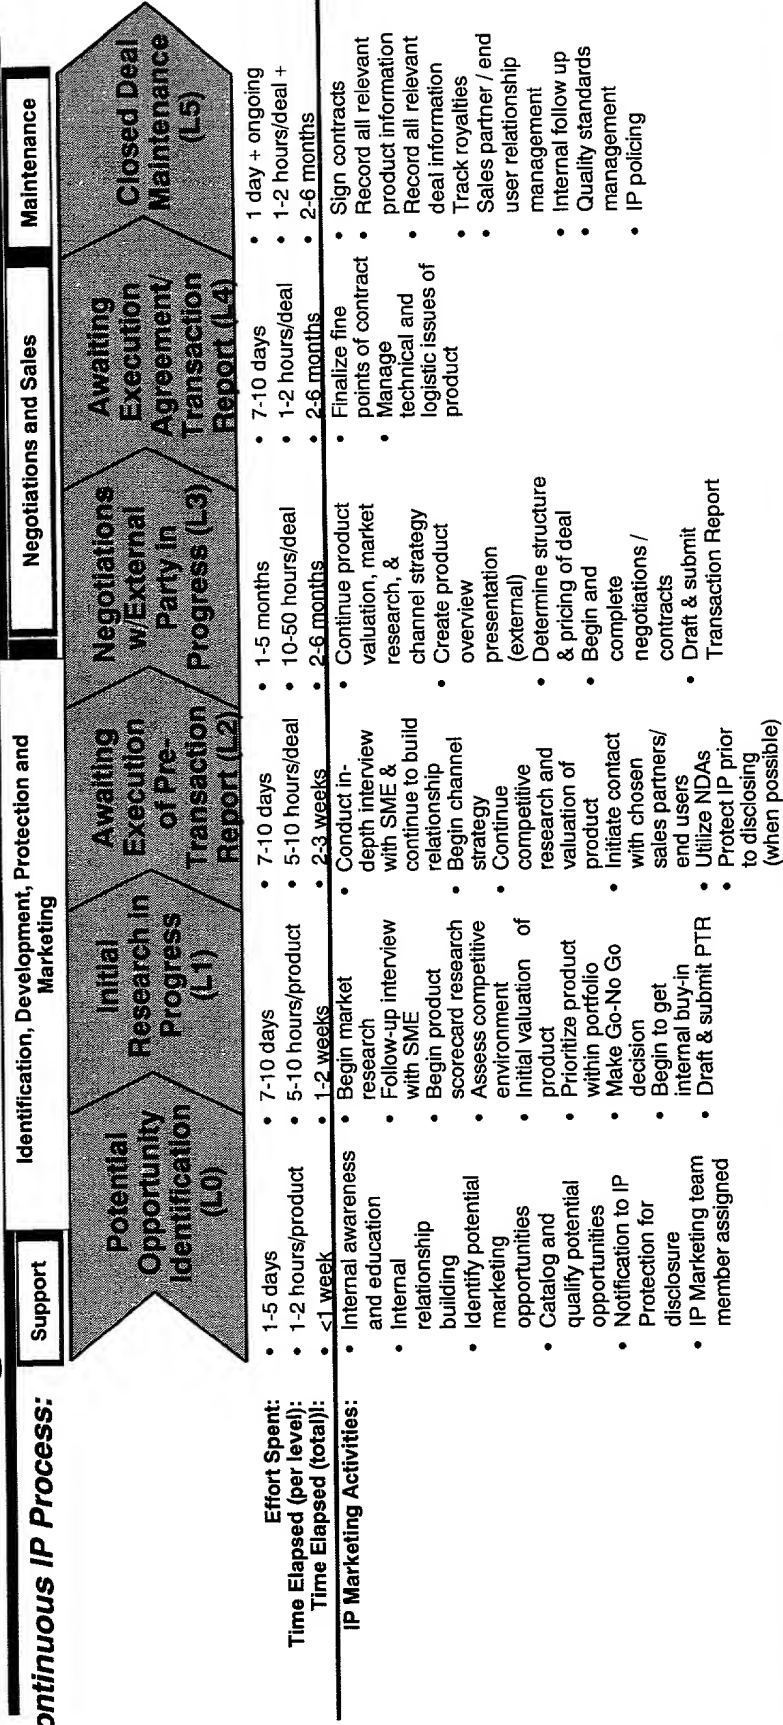 ontinuous IP Process:
Support
Identification, Development, Protection and
Marketing
Negotiations and Sales
Maintenance
Potential
Opportunity
Identification
(L0)
Initial
Research In
Progress
(L1)
Awaiting
Execution
of Pre-
Transaction
Report (L2)
Negotiations
w/External
Party In
Progress (L3)
Awaiting
Execution
Agreement/
Transaction
Report (L4)
Closed Deal
Maintenance
(L5)
Effort Spent:
Time Elapsed (per level):
Time Elapsed (total)l:
• 1-5 days
• 1-2 hours/product
• <1 week
• 7-10 days
• 5-10 hours/product
• 1-2 weeks
• 7-10 days
• 5-10 hours/deal
• 2-3 weeks
• 1-5 months
• 10-50 hours/deal
• 2-6 months
• 7-10 days
• 1-2 hours/deal
• 2-6 months
• 1 day + ongoing
• 1-2 hours/deal +
• 2-6 months
IP Marketing Activities:
• Internal awareness
and education
• Internal
relationship
building
• Identify potential
marketing
opportunities
• Catalog and
qualify potential
opportunities
• Notification to IP
Protection for
disclosure
• IP Marketing team
member assigned
• Begin market
research
• Follow-up interview
with SME
• Begin product
scorecard research
• Assess competitive
environment
• Initial valuation of
product
• Prioritize product
within portfolio
• Make Go-No Go
decision
• Begin to get
internal buy-in
• Draft & submit PTR
• Conduct in-
depth interview
with SME &
continue to build
relationship
• Begin channel
strategy
• Continue
competitive
research and
valuation of
product
• Initiate contact
with chosen
sales partners/
end users
• Utilize NDAs
• Protect IP prior
to disclosing
(when possible)
• Continue product
valuation, market
research, &
channel strategy
• Create product
overview
presentation
(external)
• Determine structure
& pricing of deal
• Begin and
complete
negotiations /
contracts
• Draft & submit
Transaction Report
• Finalize fine
points of contract
• Manage
technical and
logistic issues of
product
• Sign contracts
• Record all relevant
product information
• Record all relevant
deal information
• Track royalties
• Sales partner / end
user relationship
management
• Internal follow up
• Quality standards
management
• IP policing